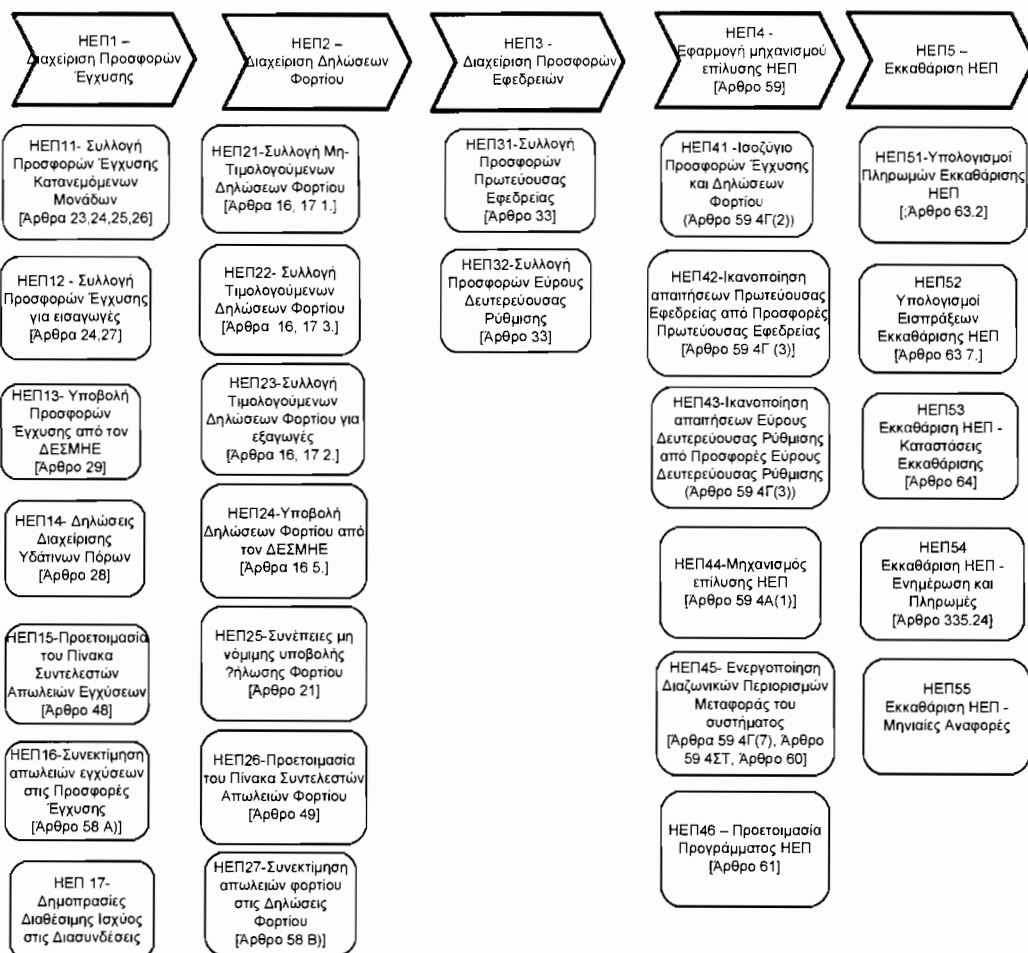 ΗΕΠ1 –
Διαχείριση Προσφορών
Έγχυσης
ΗΕΠ2 –
Διαχείριση Δηλώσεων
Φορτίου
ΗΕΠ3 -
Διαχείριση Προσφορών
Εφεδρειών
ΗΕΠ4 -
Εφαρμογή μηχανισμού
επίλυσης ΗΕΠ
[Άρθρο 59]
ΗΕΠ5 –
Εκκαθάριση ΗΕΠ
ΗΕΠ11- Συλλογή
Προσφορών Έγχυσης
Κατανεμόμενων
Μονάδων
[Άρθρα 23,24,25,26]
ΗΕΠ12 - Συλλογή
Προσφορών Έγχυσης
για εισαγωγές
[Άρθρα 24,27]
ΗΕΠ13- Υποβολή
Προσφορών
Έγχυσης από τον
ΔΕΣΜΗΕ
[Άρθρο 29]
ΗΕΠ14- Δηλώσεις
Διαχείρισης
Υδάτινων Πόρων
[Άρθρο 28]
ΗΕΠ15-Προετοιμασία
του Πίνακα
Συντελεστών
Απωλειών Εγχύσεων
[Άρθρο 48]
ΗΕΠ16-Συνεκτίμηση
απωλειών εγχύσεων
στις Προσφορές
Έγχυσης
[Άρθρο 58 Α)]
ΗΕΠ 17-
Δημοπρασίες
Διαθέσιμης Ισχύος
στις Διασυνδέσεις
ΗΕΠ21-Συλλογή Μη-
Τιμολογούμενων
Δηλώσεων Φορτίου
[Άρθρα 16, 17 1.]
ΗΕΠ22- Συλλογή
Τιμολογούμενων
Δηλώσεων Φορτίου
[Άρθρα 16, 17 3.]
ΗΕΠ23-Συλλογή
Τιμολογούμενων
Δηλώσεων Φορτίου για
εξαγωγές
[Άρθρα 16, 17 2.]
ΗΕΠ24-Υποβολή
Δηλώσεων Φορτίου από
τον ΔΕΣΜΗΕ
[Άρθρα 16 5.]
ΗΕΠ25-Συνέπειες μη
νόμιμης υποβολής
?ήλωσης Φορτίου
[Άρθρο 21]
ΗΕΠ26-Προετοιμασία
του Πίνακα Συντελεστών
Απωλειών Φορτίου
[Άρθρο 49]
ΗΕΠ27-Συνεκτίμηση
απωλειών φορτίου
στις Δηλώσεις
Φορτίου
[Άρθρο 58 Β)]
ΗΕΠ31-Συλλογή
Προσφορών
Πρωτεύουσας
Εφεδρείας
[Άρθρο 33]
ΗΕΠ32-Συλλογή
Προσφορών Εύρους
Δευτερεύουσας
Ρύθμισης
[Άρθρο 33]
ΗΕΠ41 -Ισοζύγιο
Προσφορών Έγχυσης
και Δηλώσεων
Φορτίου
(Άρθρο 59 4Γ(2))
ΗΕΠ42-Ικανοποίηση
απαιτήσεων Πρωτεύουσας
Εφεδρείας από Προσφορές
Πρωτεύουσας Εφεδρείας
[Άρθρο 59 4Γ (3)]
ΗΕΠ43-Ικανοποίηση
απαιτήσεων Εύρους
Δευτερεύουσας Ρύθμισης
από Προσφορές Εύρους
Δευτερεύουσας Ρύθμισης
(Άρθρο 59 4Γ(3))
ΗΕΠ44-Μηχανισμός
επίλυσης ΗΕΠ
[Άρθρο 59 4Α(1)]
ΗΕΠ45- Ενεργοποίηση
Διαζωνικών Περιορισμών
Μεταφοράς του
συστήματος
[Άρθρα 59 4Γ(7), Άρθρο
59 4ΣΤ, Άρθρο 60]
ΗΕΠ46 – Προετοιμασία
Προγράμματος ΗΕΠ
[Άρθρο 61]
ΗΕΠ51-Υπολογισμοί
Πληρωμών Εκκαθάρισης
ΗΕΠ
[;Άρθρο 63.2]
ΗΕΠ52
Υπολογισμοί
Εισπράξεων
Εκκαθάρισης ΗΕΠ
[Άρθρο 63 7.]
ΗΕΠ53
Εκκαθάριση ΗΕΠ -
Καταστάσεις
Εκκαθάρισης
[Άρθρο 64]
ΗΕΠ54
Εκκαθάριση ΗΕΠ -
Ενημέρωση και
Πληρωμές
[Άρθρο 335.24]
ΗΕΠ55
Εκκαθάριση ΗΕΠ -
Μηνιαίες Αναφορές